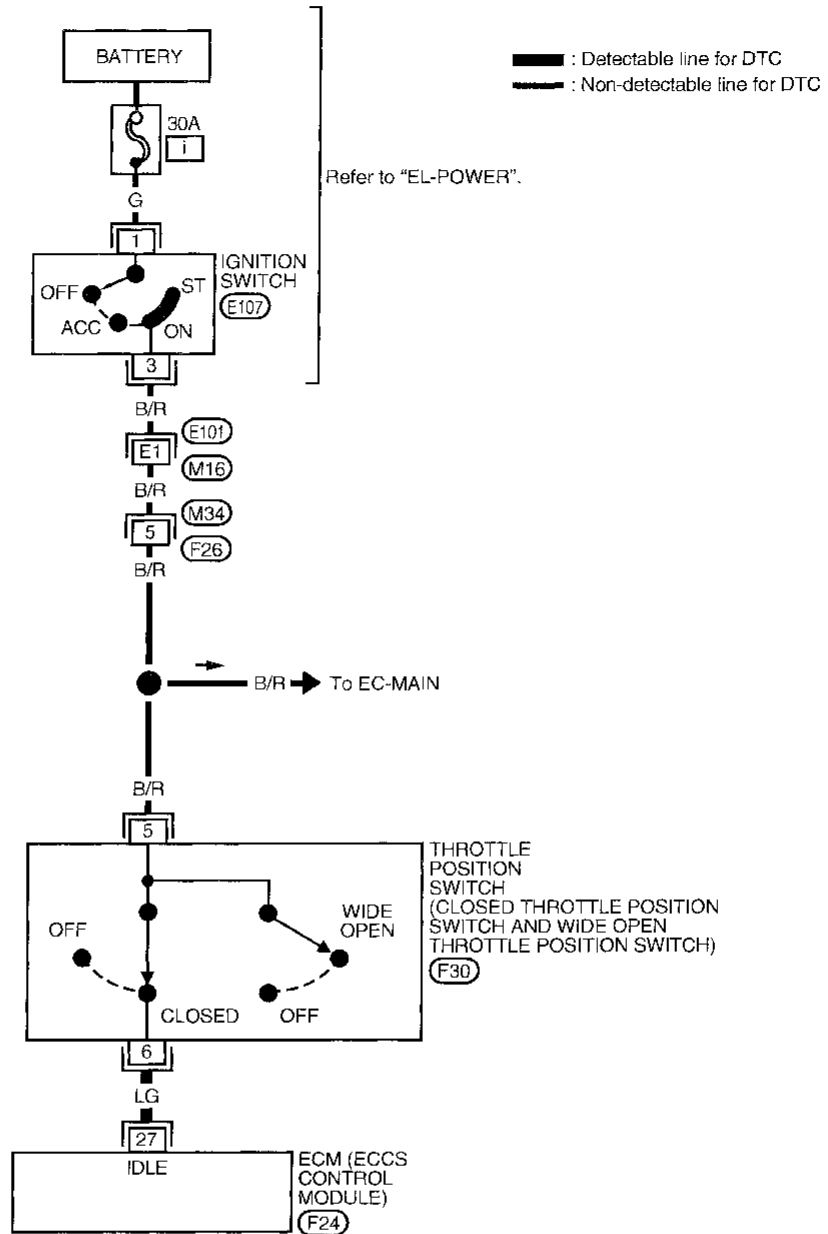 BATTERY
: Detectable line for DTC
: Non-detectable line for DTC
30A
i
Refer to "EL-POWER".
G
1
IGNITION
SWITCH
E107
OFF
ST
ACC
ON
3
B/R
E101
E1
M16
B/R
M34
5
F26
B/R
B/R
To EC-MAIN
B/R
5
THROTTLE
POSITION
SWITCH
(CLOSED THROTTLE POSITION
SWITCH AND WIDE OPEN
THROTTLE POSITION SWITCH)
F30
OFF
WIDE
OPEN
CLOSED
OFF
6
LG
27
IDLE
ECM (ECCS
CONTROL
MODULE)
F24